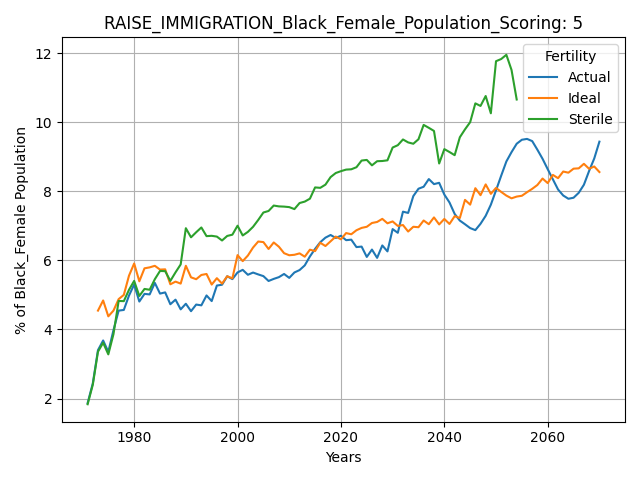 RAISE_IMMIGRATION_Black_Female_Population_Scoring: 5
% of Black_Female Population
12
10
8
6
4
2
Fertility
Actual
Ideal
Sterile
1980
2000
2020
2040
2060
Years